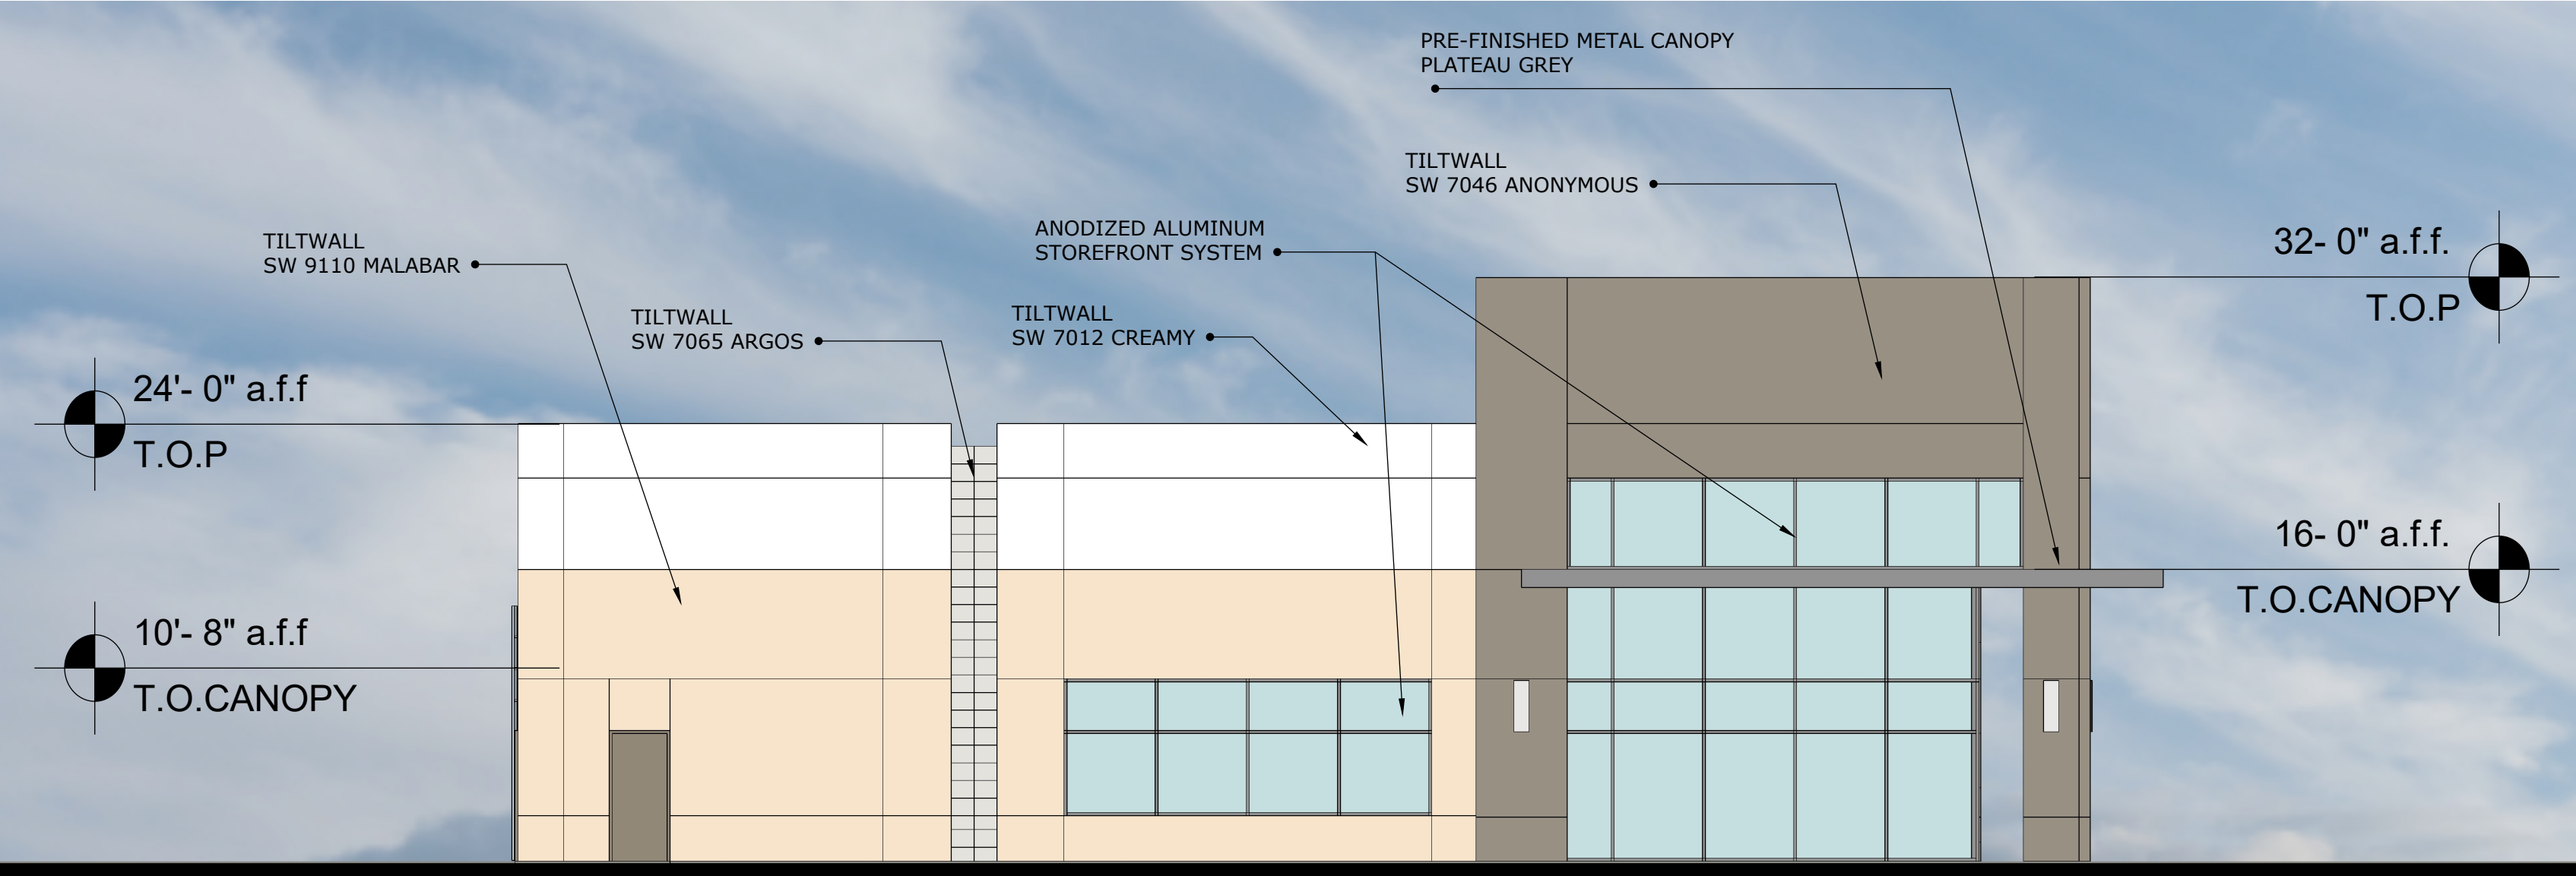 PRE-FINISHED METAL CANOPY
PLATEAU GREY
TILTWALL
SW 7046 ANONYMOUS
ANODIZED ALUMINUM
STOREFRONT SYSTEM
TILTWALL
SW 9110 MALABAR
TILTWALL
SW 7065 ARGOS
TILTWALL
SW 7012 CREAMY
32- 0" a.f.f.
T.O.P
24'- 0" a.f.f
T.O.P
16- 0" a.f.f.
T.O.CANOPY
10'- 8" a.f.f
T.O.CANOPY